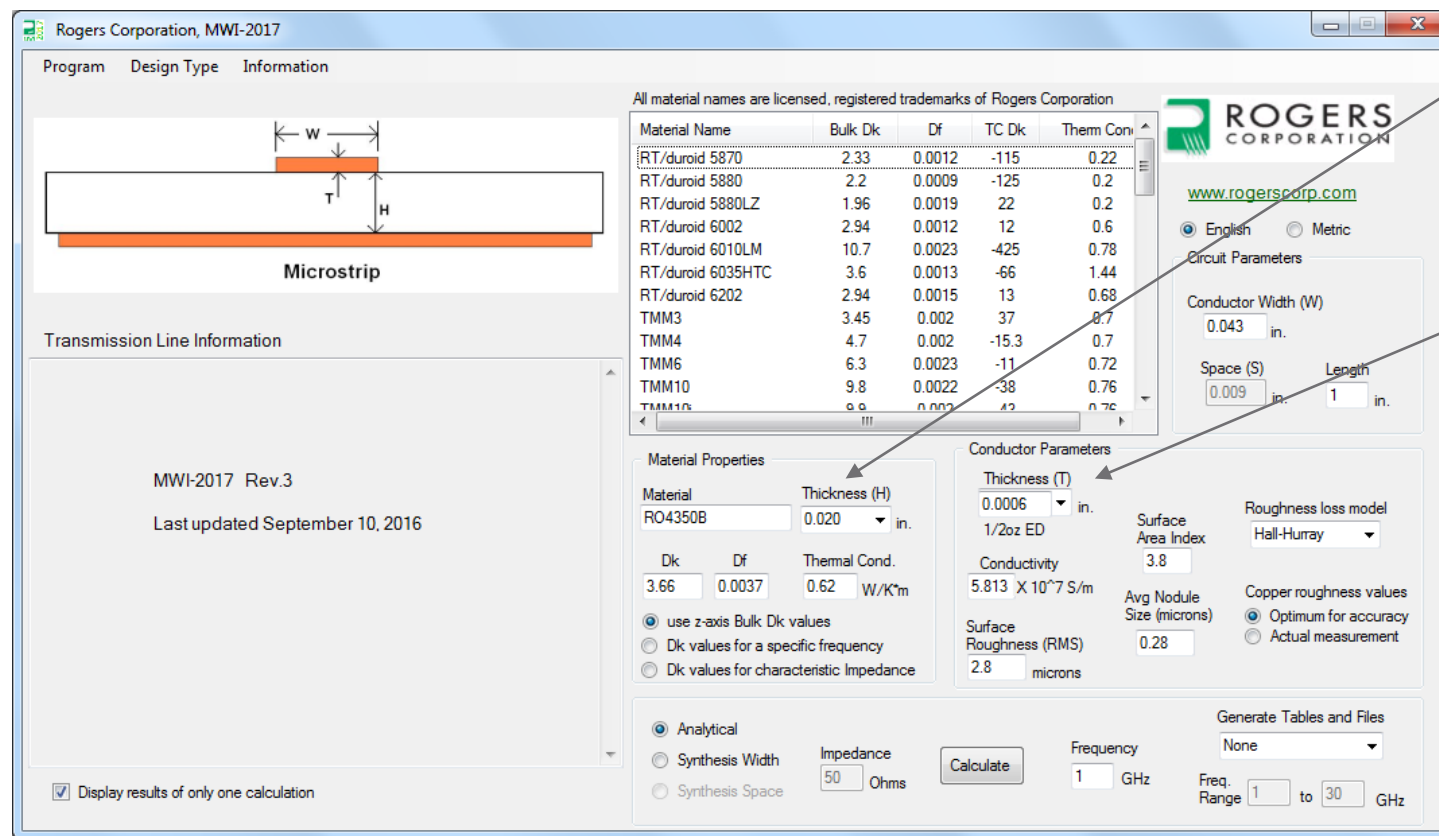 Rogers Corporation, MWI-2017
Program Design Type Information
W
T
H
Microstrip
Transmission Line Information
MWI-2017 Rev.3
Last updated September 10, 2016
Display results of only one calculation
All material names are licensed, registered trademarks of Rogers Corporation
Material Name Bulk Dk Df TC Dk Therm Con
RT/duroid 5870 2.33 0.0012 -115 0.22
RT/duroid 5880 2.2 0.0009 -125 0.2
RT/duroid 5880LZ 1.96 0.0019 22 0.2
RT/duroid 6002 2.94 0.0012 12 0.6
RT/duroid 6010LM 10.7 0.0023 -425 0.78
RT/duroid 6035HTC 3.6 0.0013 -66 1.44
RT/duroid 6202 2.94 0.0015 13 0.68
TMM3 3.45 0.002 37 0.7
TMM4 4.7 0.002 -15.3 0.7
TMM6 6.3 0.0023 -11 0.72
TMM10 9.8 0.0022 -38 0.76
TMM10i 9.9 0.002 -43 0.76
ROGERS
CORPORATION
www.rogerscorp.com
English Metric
Circuit Parameters
Conductor Width (W)
0.043 in.
Space (S) Length
0.009 in. 1 in.
Material Properties
Material Thickness (H)
RO4350B 0.020 in.
Dk Df Thermal Cond.
3.66 0.0037 0.62 W/K*m
use z-axis Bulk Dk values
Dk values for a specific frequency
Dk values for characteristic Impedance
Conductor Parameters
Thickness (T)
0.0006 in.
1/2oz ED
Conductivity
5.813 X 10^7 S/m
Surface
Roughness (RMS)
2.8 microns
Surface
Area Index
3.8
Avg Nodule
Size (microns)
0.28
Roughness loss model
Hall-Hurray
Copper roughness values
Optimum for accuracy
Actual measurement
Analytical
Synthesis Width
Synthesis Space
Impedance
50 Ohms
Calculate
Frequency
1 GHz
Generate Tables and Files
None
Freq.
Range 1 to 30 GHz